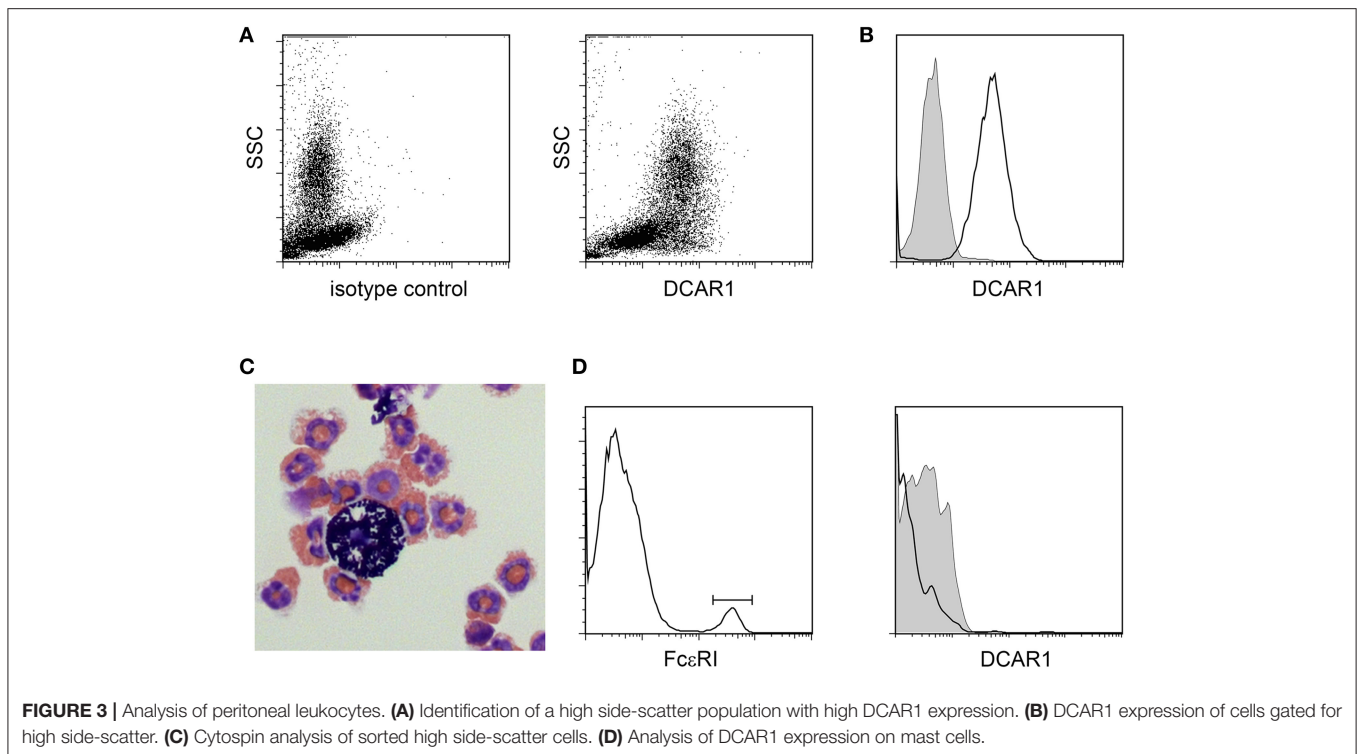 A
B
SSC
SSC
isotype control
DCAR1
DCAR1
C
D
FcεRI
DCAR1
FIGURE 3 | Analysis of peritoneal leukocytes. (A) Identification of a high side-scatter population with high DCAR1 expression. (B) DCAR1 expression of cells gated for
high side-scatter. (C) Cytospin analysis of sorted high side-scatter cells. (D) Analysis of DCAR1 expression on mast cells.